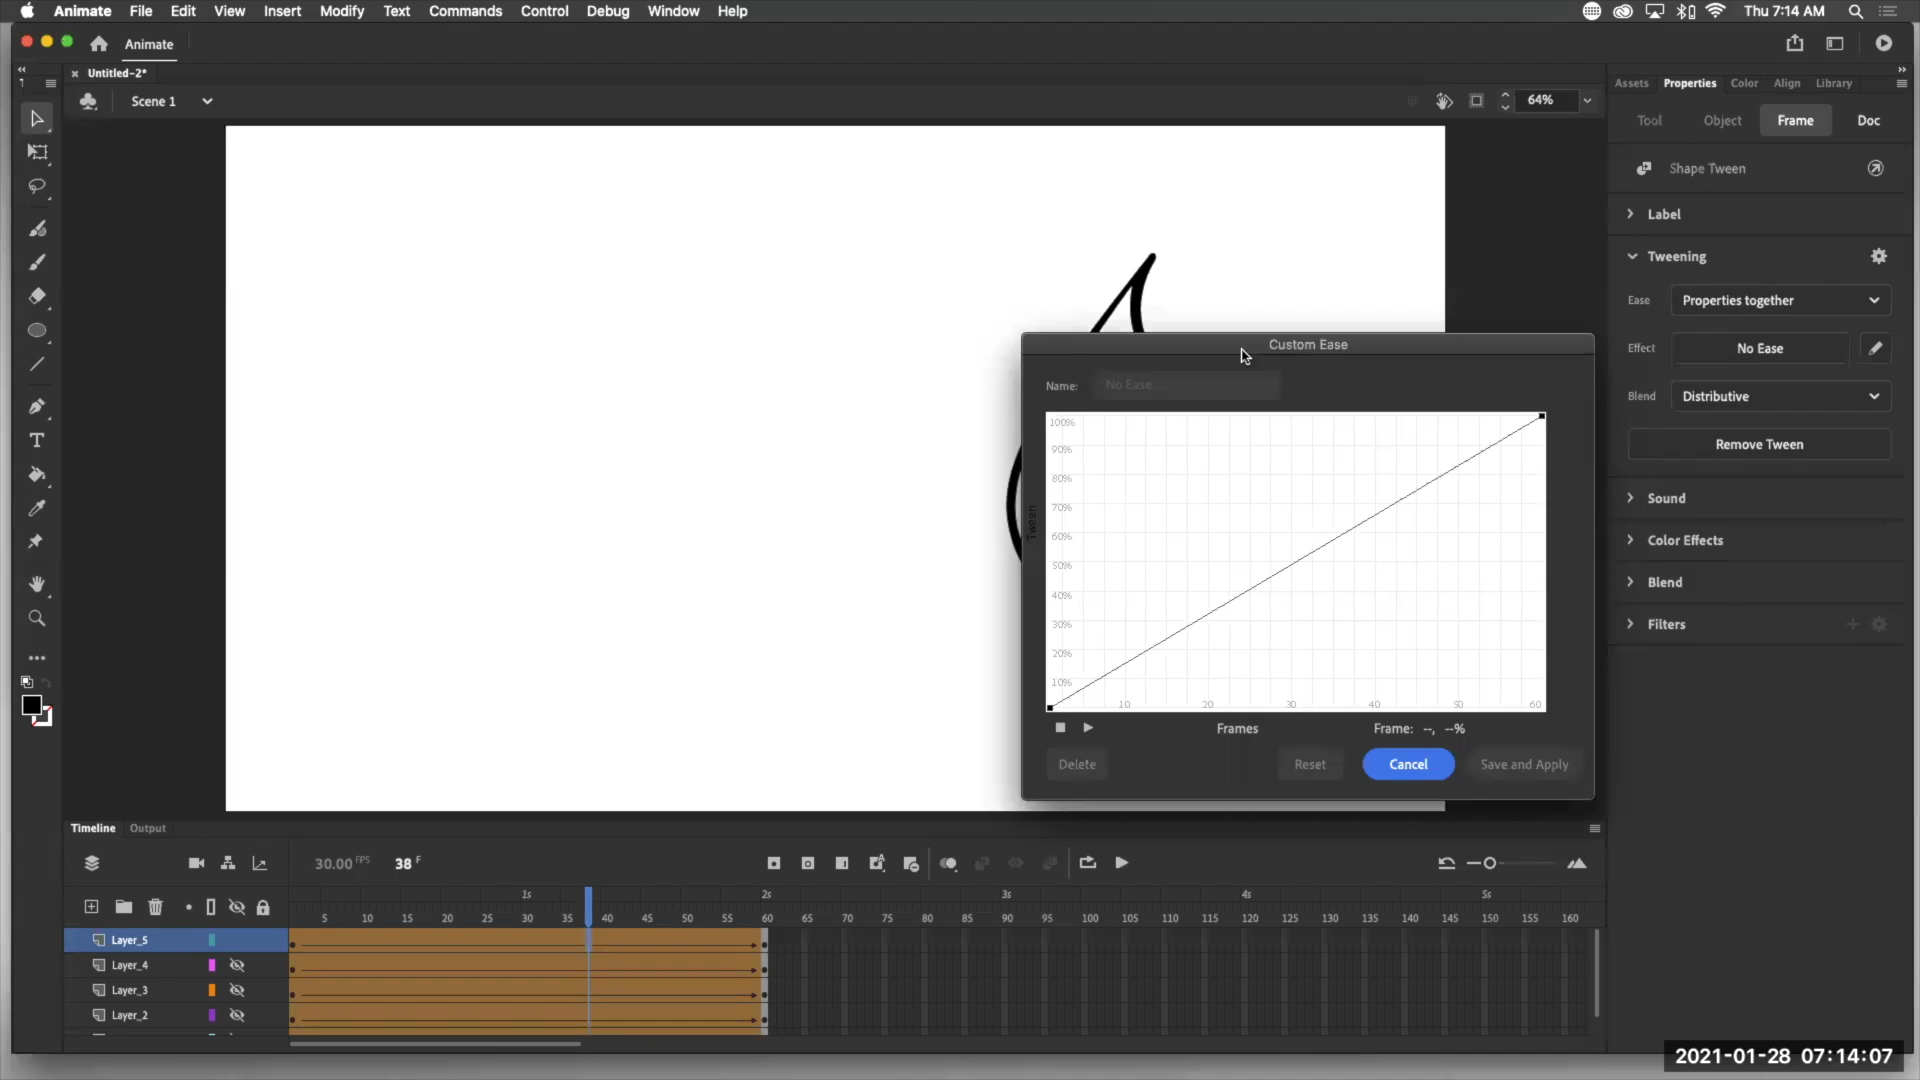 Animate File Edit View Insert Modify Text Commands Control Debug Window Help
Thu 7:14 AM
Animate
Untitled-2*
Scene 1
64%
Assets Properties Color Align Library
Tool Object Frame Doc
Shape Tween
Label
Tweening
Ease Properties together
Effect No Ease
Blend Distributive
Remove Tween
Sound
Color Effects
Blend
Filters
Custom Ease
Name: No Ease...
100%
90%
80%
70%
60%
50%
40%
30%
20%
10%
Tween
10 20 30 40 50 60
Frames Frame: --, --%
Delete Reset Cancel Save and Apply
Timeline Output
30.00 FPS 38 F
1s 2s 3s 4s 5s
5 10 15 20 25 30 35 40 45 50 55 60 65 70 75 80 85 90 95 100 105 110 115 120 125 130 135 140 145 150 155 160
Layer_5
Layer_4
Layer_3
Layer_2
2021-01-28 07:14:07